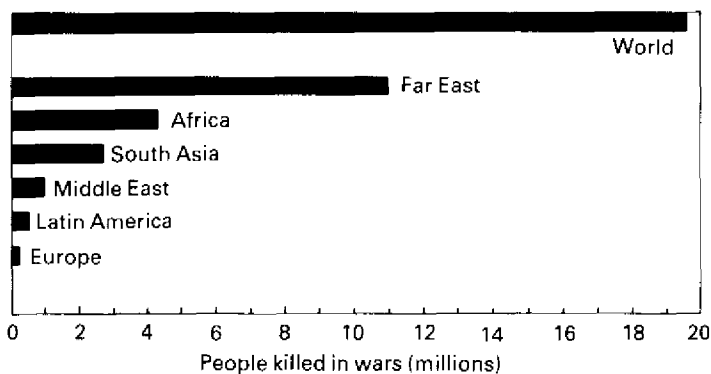 World
Far East
Africa
South Asia
Middle East
Latin America
Europe
0 2 4 6 8 10 12 14 16 18 20
People killed in wars (millions)